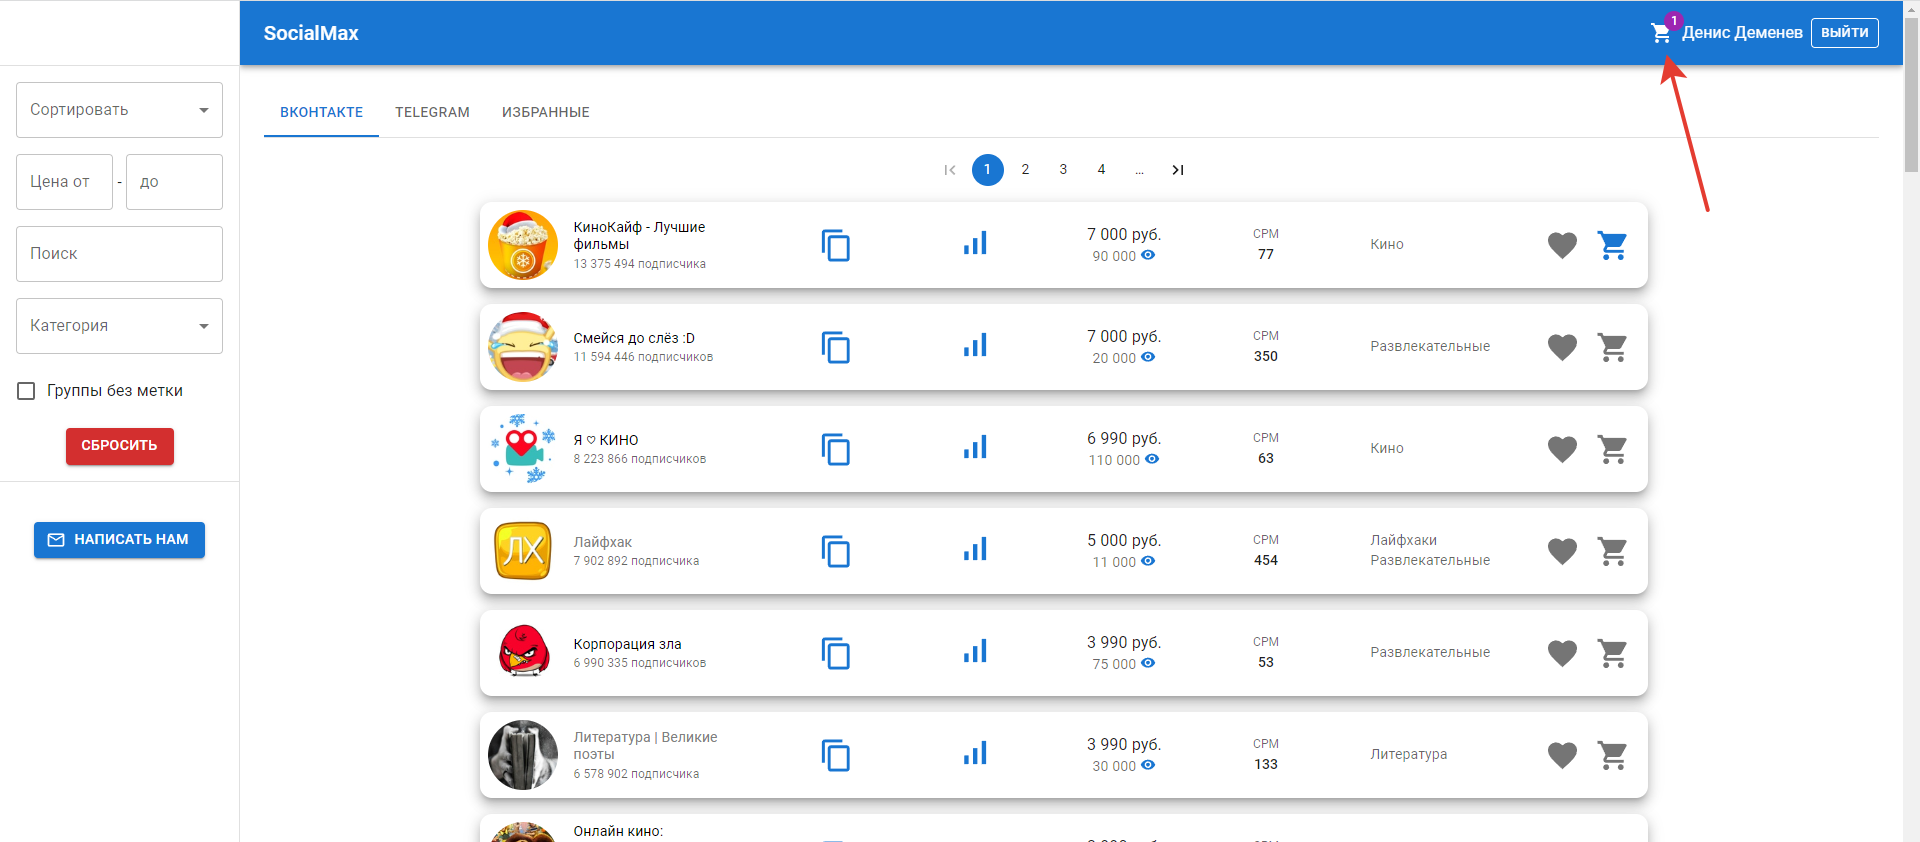 SocialMax
1
Денис Деменев
ВЫЙТИ
Сортировать
Цена от - до
Поиск
Категория
Группы без метки
СБРОСИТЬ
НАПИСАТЬ НАМ
ВКОНТАКТЕ
TELEGRAM
ИЗБРАННЫЕ
1 2 3 4 ...
КиноКайф - Лучшие
фильмы
13 375 494 подписчика
7 000 руб.
90 000
CPM
77
Кино
Смейся до слёз :D
11 594 446 подписчиков
7 000 руб.
20 000
CPM
350
Развлекательные
Я ♡ КИНО
8 223 866 подписчиков
6 990 руб.
110 000
CPM
63
Кино
ЛХ
Лайфхак
7 902 892 подписчика
5 000 руб.
11 000
CPM
454
Лайфхаки
Развлекательные
Корпорация зла
6 990 335 подписчиков
3 990 руб.
75 000
CPM
53
Развлекательные
Литература | Великие
поэты
6 578 902 подписчика
3 990 руб.
30 000
CPM
133
Литература
Онлайн кино: